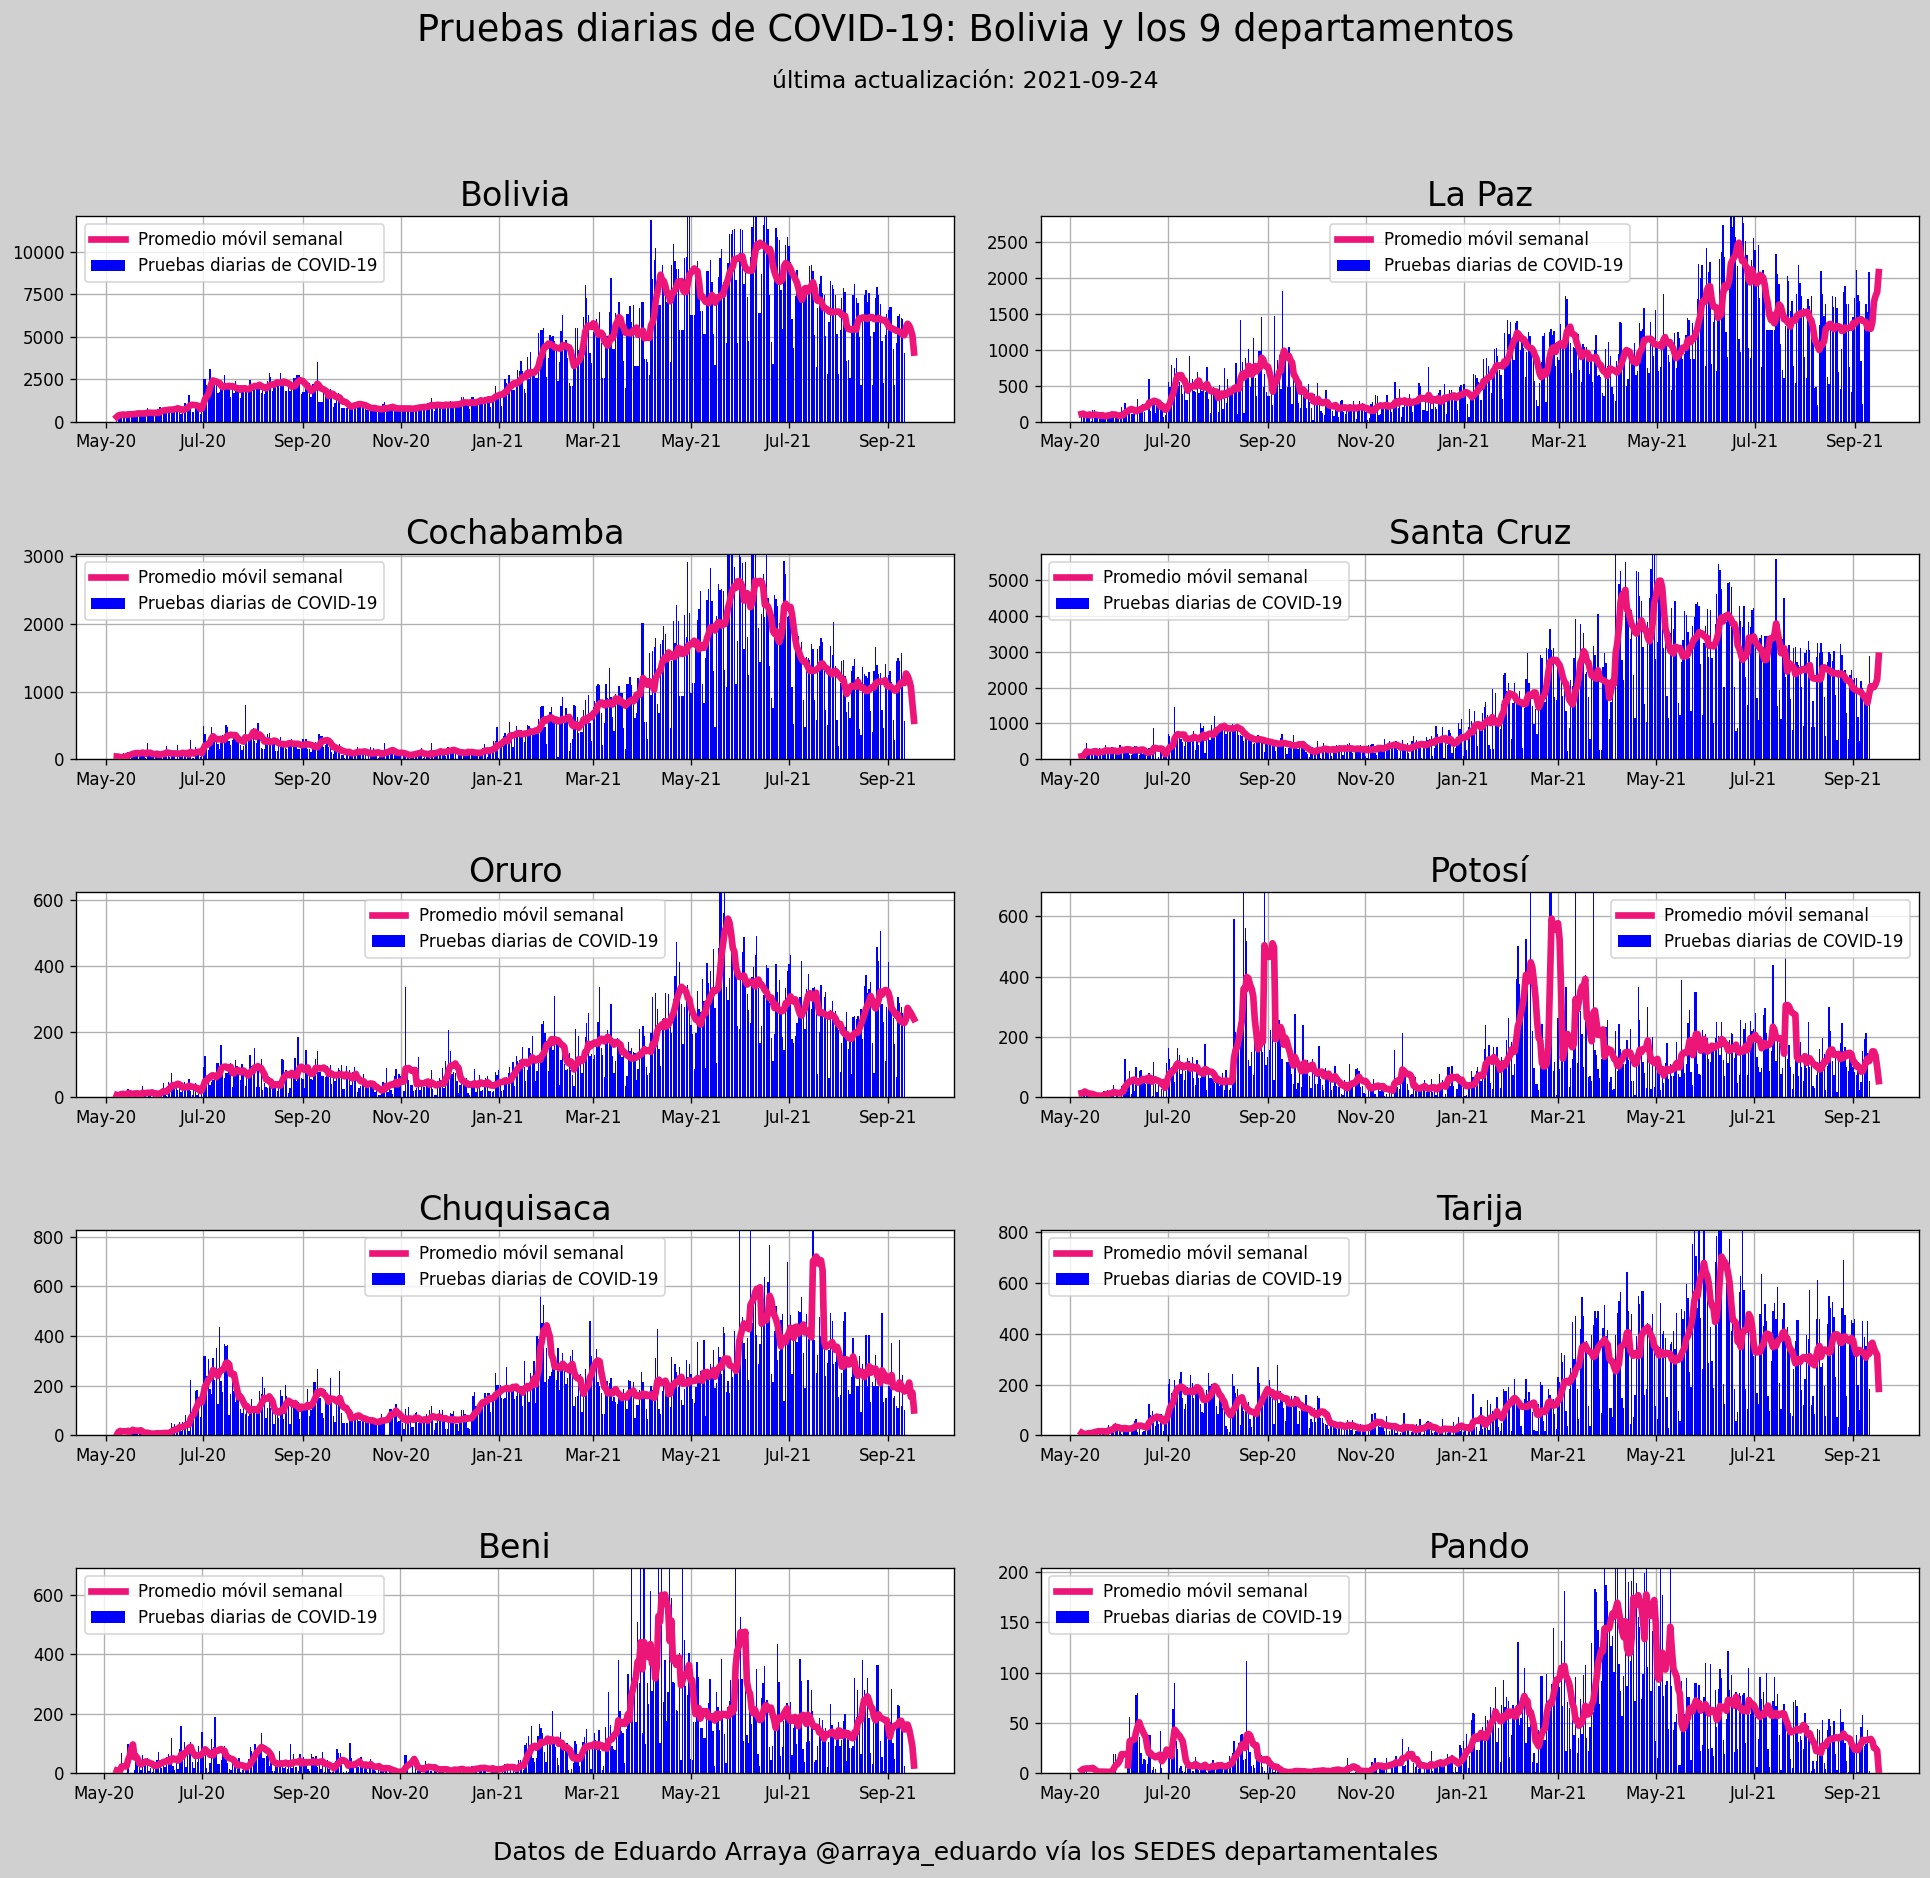 Pruebas diarias de COVID-19: Bolivia y los 9 departamentos
última actualización: 2021-09-24
Bolivia
Promedio móvil semanal
Pruebas diarias de COVID-19
10000
7500
5000
2500
0
May-20 Jul-20 Sep-20 Nov-20 Jan-21 Mar-21 May-21 Jul-21 Sep-21
La Paz
Promedio móvil semanal
Pruebas diarias de COVID-19
2500
2000
1500
1000
500
0
May-20 Jul-20 Sep-20 Nov-20 Jan-21 Mar-21 May-21 Jul-21 Sep-21
Cochabamba
Promedio móvil semanal
Pruebas diarias de COVID-19
3000
2000
1000
0
May-20 Jul-20 Sep-20 Nov-20 Jan-21 Mar-21 May-21 Jul-21 Sep-21
Santa Cruz
Promedio móvil semanal
Pruebas diarias de COVID-19
5000
4000
3000
2000
1000
0
May-20 Jul-20 Sep-20 Nov-20 Jan-21 Mar-21 May-21 Jul-21 Sep-21
Oruro
Promedio móvil semanal
Pruebas diarias de COVID-19
600
400
200
0
May-20 Jul-20 Sep-20 Nov-20 Jan-21 Mar-21 May-21 Jul-21 Sep-21
Potosí
Promedio móvil semanal
Pruebas diarias de COVID-19
600
400
200
0
May-20 Jul-20 Sep-20 Nov-20 Jan-21 Mar-21 May-21 Jul-21 Sep-21
Chuquisaca
Promedio móvil semanal
Pruebas diarias de COVID-19
800
600
400
200
0
May-20 Jul-20 Sep-20 Nov-20 Jan-21 Mar-21 May-21 Jul-21 Sep-21
Tarija
Promedio móvil semanal
Pruebas diarias de COVID-19
800
600
400
200
0
May-20 Jul-20 Sep-20 Nov-20 Jan-21 Mar-21 May-21 Jul-21 Sep-21
Beni
Promedio móvil semanal
Pruebas diarias de COVID-19
600
400
200
0
May-20 Jul-20 Sep-20 Nov-20 Jan-21 Mar-21 May-21 Jul-21 Sep-21
Pando
Promedio móvil semanal
Pruebas diarias de COVID-19
200
150
100
50
0
May-20 Jul-20 Sep-20 Nov-20 Jan-21 Mar-21 May-21 Jul-21 Sep-21
Datos de Eduardo Arraya @arraya_eduardo vía los SEDES departamentales